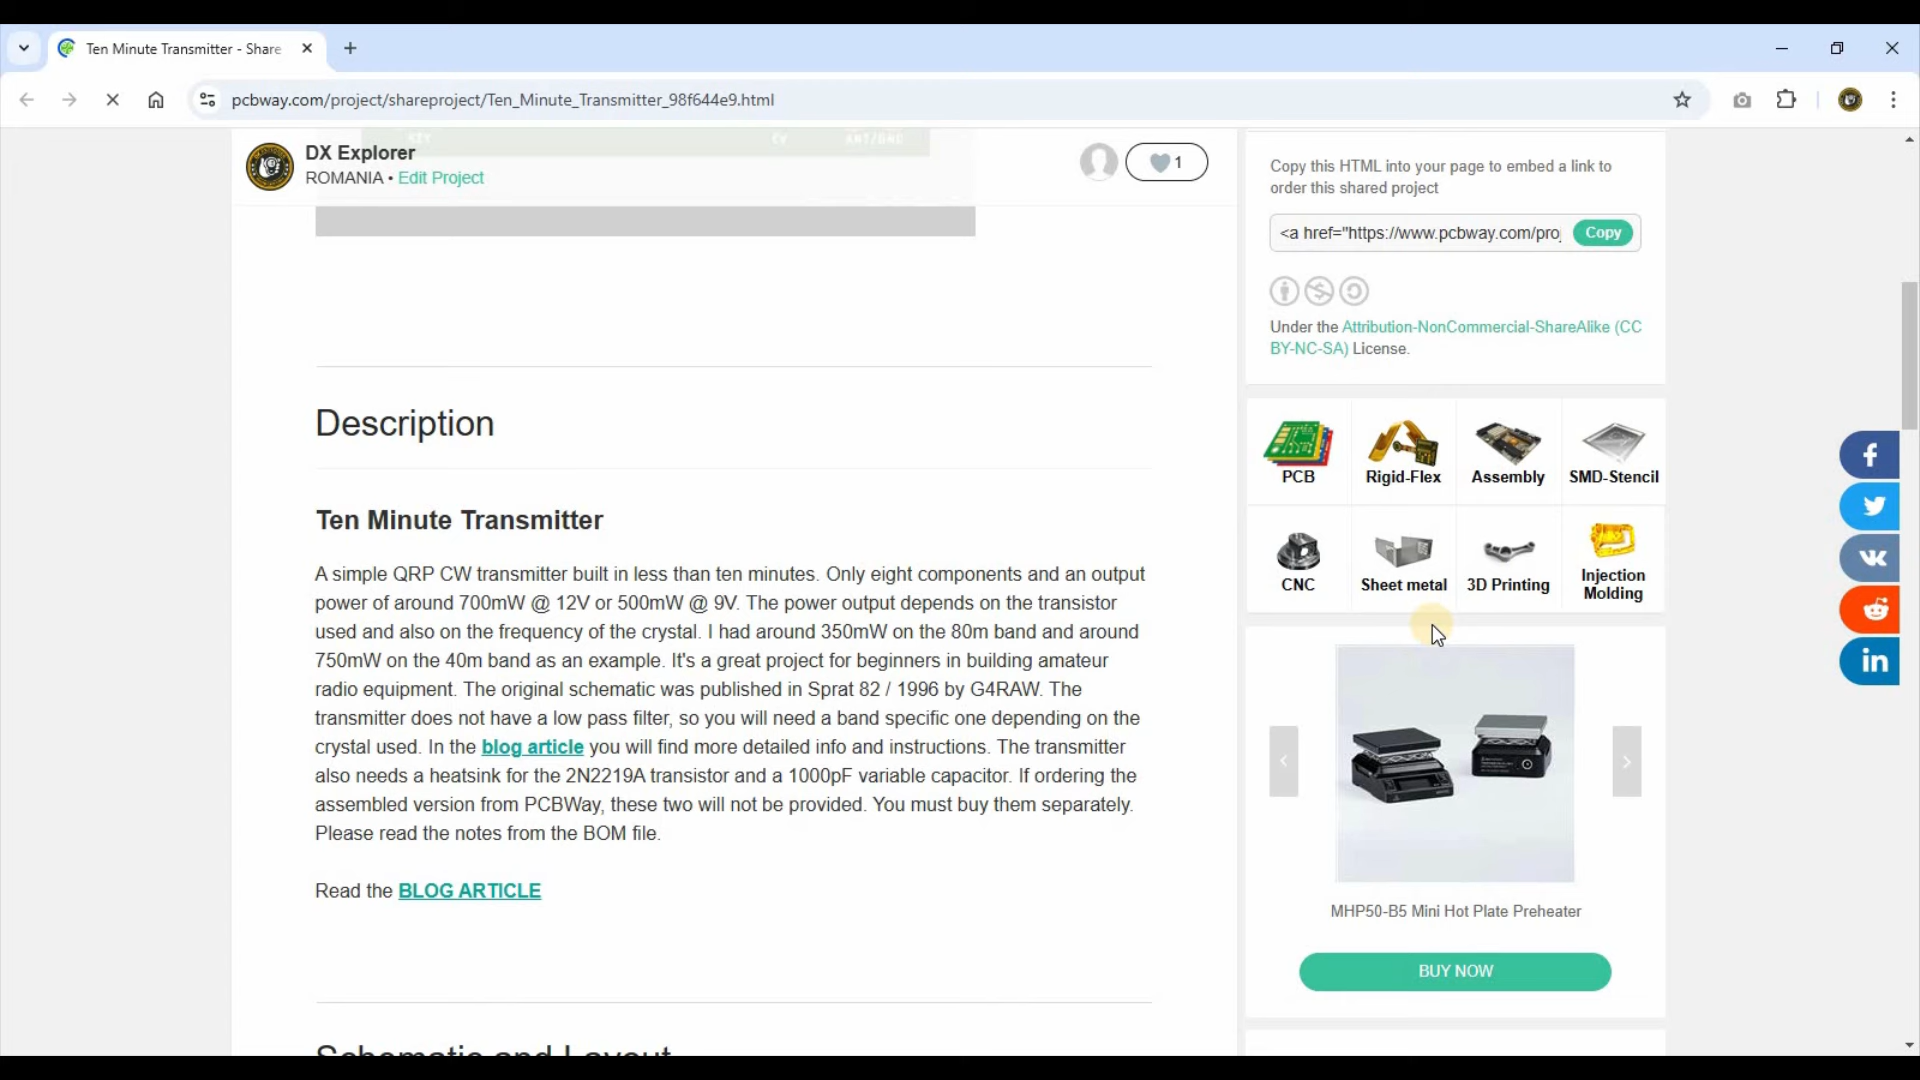 Ten Minute Transmitter - Share
pcbway.com/project/shareproject/Ten_Minute_Transmitter_98f644e9.html
KEY
CW
ANT/GND
DX Explorer
ROMANIA • Edit Project
1
Description
Ten Minute Transmitter
A simple QRP CW transmitter built in less than ten minutes. Only eight components and an output
power of around 700mW @ 12V or 500mW @ 9V. The power output depends on the transistor
used and also on the frequency of the crystal. I had around 350mW on the 80m band and around
750mW on the 40m band as an example. It's a great project for beginners in building amateur
radio equipment. The original schematic was published in Sprat 82 / 1996 by G4RAW. The
transmitter does not have a low pass filter, so you will need a band specific one depending on the
crystal used. In the blog article you will find more detailed info and instructions. The transmitter
also needs a heatsink for the 2N2219A transistor and a 1000pF variable capacitor. If ordering the
assembled version from PCBWay, these two will not be provided. You must buy them separately.
Please read the notes from the BOM file.
Read the BLOG ARTICLE
Schematic and Layout
Copy this HTML into your page to embed a link to
order this shared project
<a href="https://www.pcbway.com/proj
Copy
Under the Attribution-NonCommercial-ShareAlike (CC
BY-NC-SA) License.
PCB
Rigid-Flex
Assembly
SMD-Stencil
CNC
Sheet metal
3D Printing
Injection
Molding
MHP50-B5 Mini Hot Plate Preheater
BUY NOW